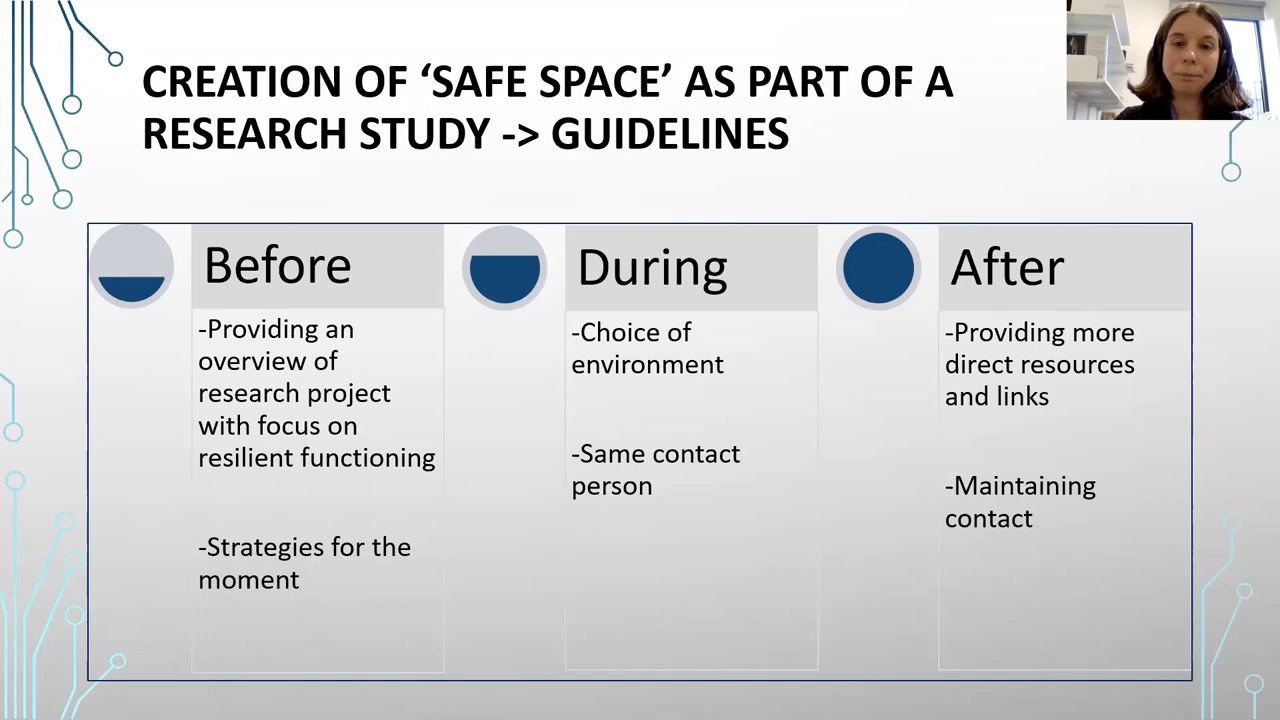 CREATION OF ‘SAFE SPACE’ AS PART OF A
RESEARCH STUDY -> GUIDELINES
Before
-Providing an
overview of
research project
with focus on
resilient functioning
-Strategies for the
moment
During
-Choice of
environment
-Same contact
person
After
-Providing more
direct resources
and links
-Maintaining
contact